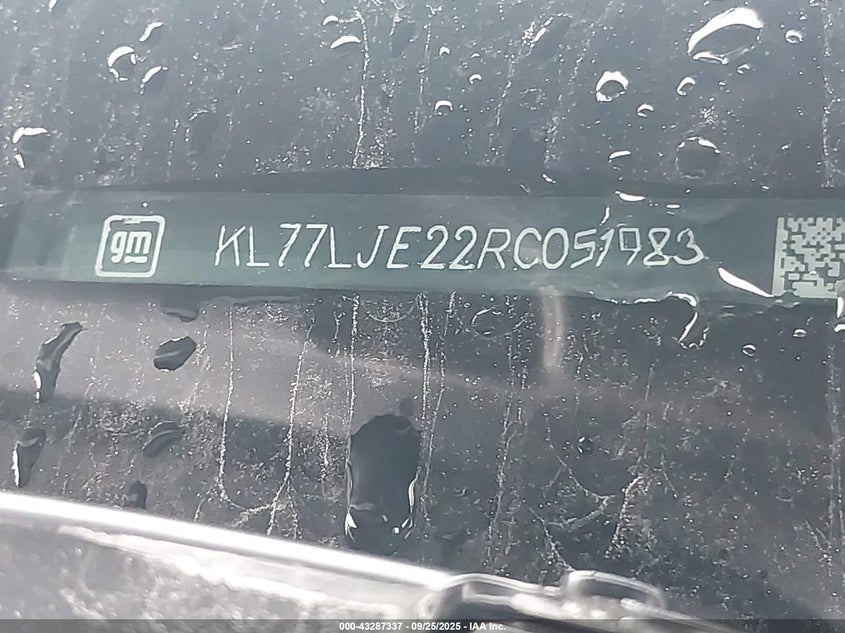 gm KL77LJE22RC051983
000-43287337 - 09/25/2025 - IAA Inc.